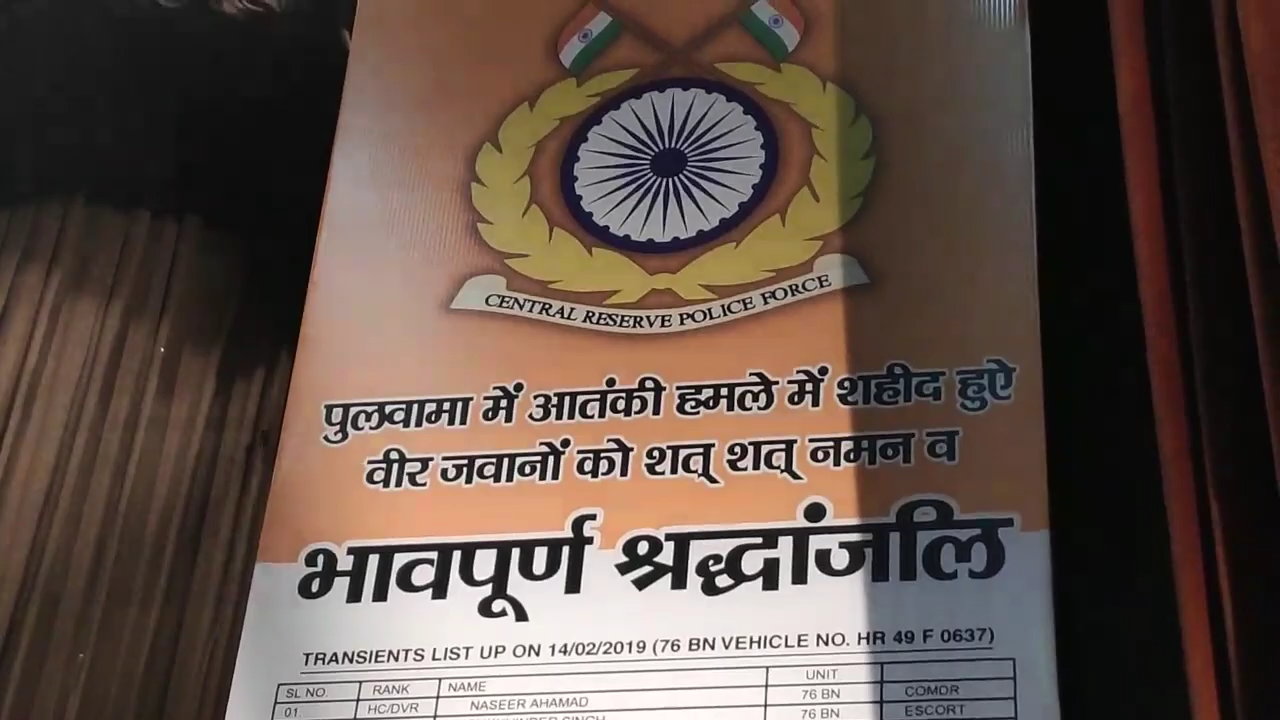 CENTRAL RESERVE POLICE FORCE
पुलवामा में आतंकी हमले में शहीद हुऐ
वीर जवानों को शत् शत् नमन व
भावपूर्ण श्रद्धांजलि
TRANSIENTS LIST UP ON 14/02/2019 (76 BN VEHICLE NO. HR 49 F 0637)
SL NO. RANK NAME UNIT
01. HC/DVR NASEER AHAMAD 76 BN COMDR
SINGH 76 BN ESCORT